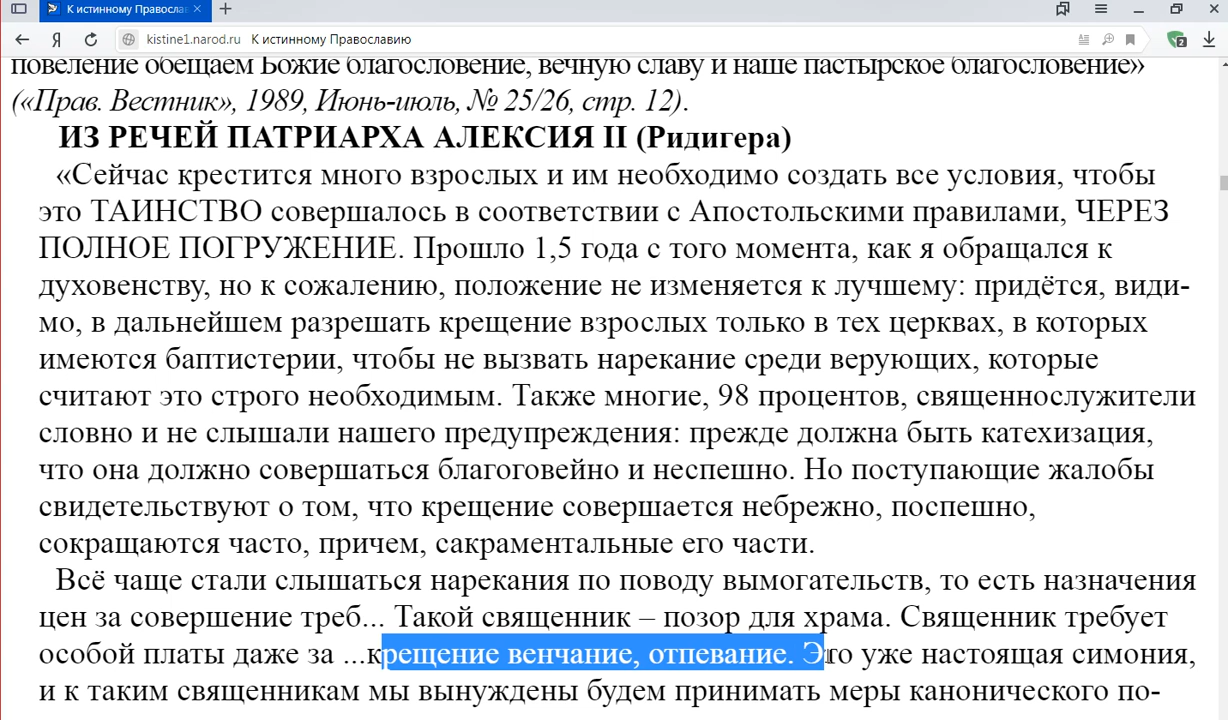 К истинному Православ
kistine1.narod.ru К истинному Православию
2
повеление обещаем Божие благословение, вечную славу и наше пастырское благословение»
(«Прав. Вестник», 1989, Июнь-июль, № 25/26, стр. 12).
ИЗ РЕЧЕЙ ПАТРИАРХА АЛЕКСИЯ II (Ридигера)
«Сейчас крестится много взрослых и им необходимо создать все условия, чтобы
это ТАИНСТВО совершалось в соответствии с Апостольскими правилами, ЧЕРЕЗ
ПОЛНОЕ ПОГРУЖЕНИЕ. Прошло 1,5 года с того момента, как я обращался к
духовенству, но к сожалению, положение не изменяется к лучшему: придётся, види-
мо, в дальнейшем разрешать крещение взрослых только в тех церквах, в которых
имеются баптистерии, чтобы не вызвать нарекание среди верующих, которые
считают это строго необходимым. Также многие, 98 процентов, священнослужители
словно и не слышали нашего предупреждения: прежде должна быть катехизация,
что она должно совершаться благоговейно и неспешно. Но поступающие жалобы
свидетельствуют о том, что крещение совершается небрежно, поспешно,
сокращаются часто, причем, сакраментальные его части.
Всё чаще стали слышаться нарекания по поводу вымогательств, то есть назначения
цен за совершение треб... Такой священник – позор для храма. Священник требует
особой платы даже за ...крещение венчание, отпевание. Это уже настоящая симония,
и к таким священникам мы вынуждены будем принимать меры канонического по-